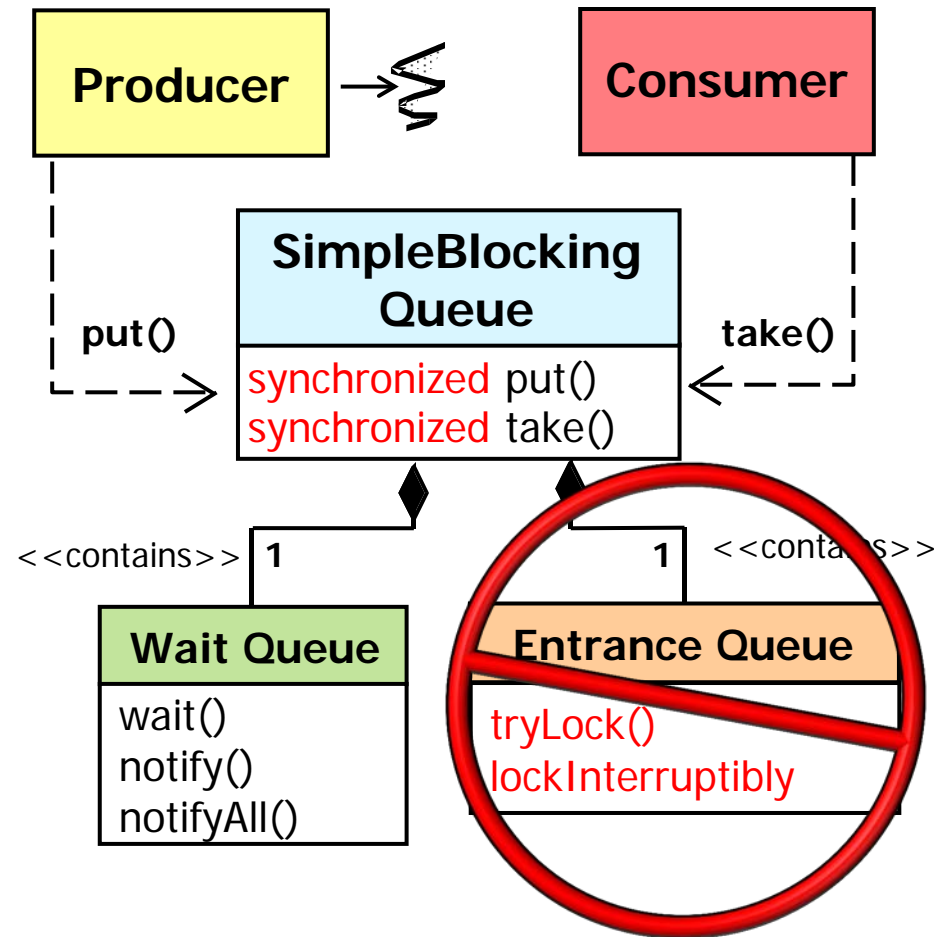 Producer
Consumer
SimpleBlocking
Queue
put()
take()
synchronized put()
synchronized take()
<<contains>>
1
1
<<contains>>
Wait Queue
Entrance Queue
wait()
notify()
notifyAll()
tryLock()
lockInterruptibly